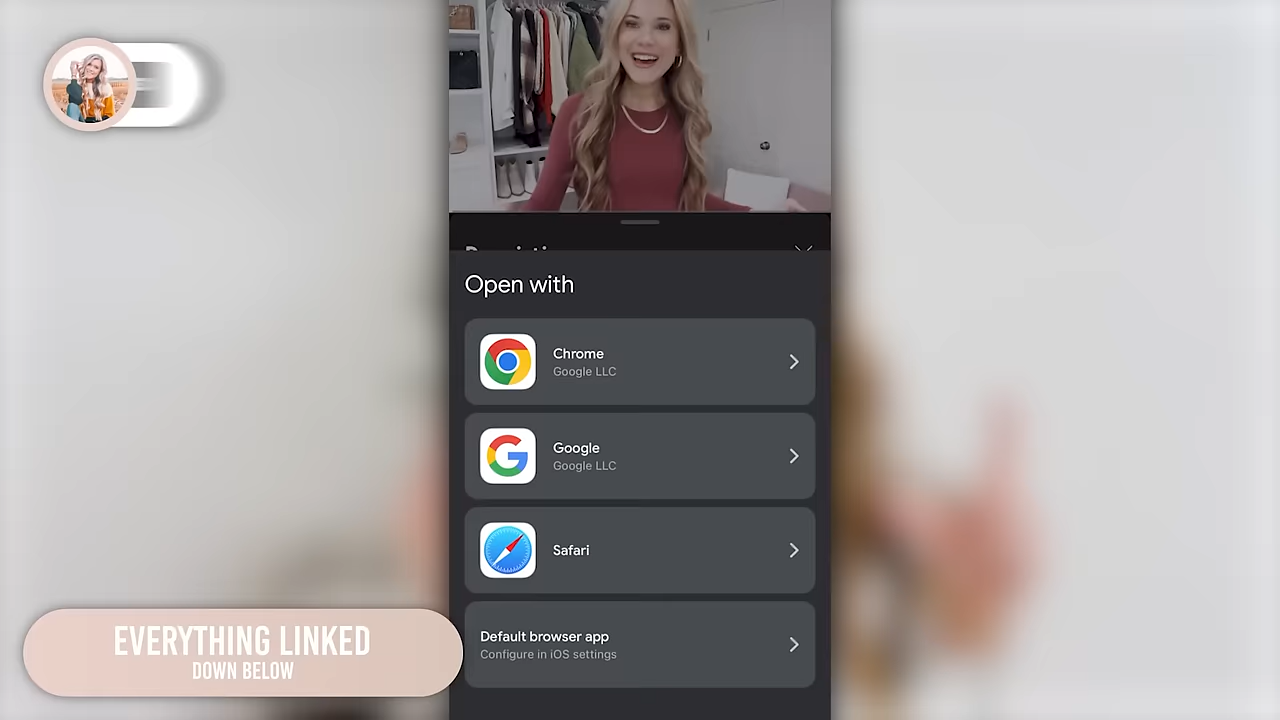 Open with
Chrome
Google LLC
Google
Google LLC
Safari
Default browser app
Configure in iOS settings
EVERYTHING LINKED
DOWN BELOW